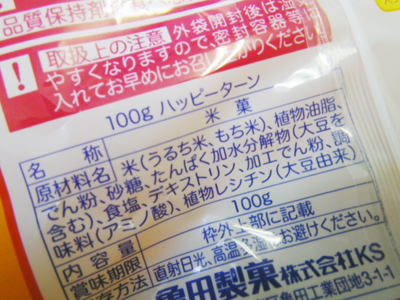 品質保持剤
取扱上の注意 外袋開封後は油
やすくなりますので、密封容器等
入れてお早めにお召し上がりください
!
100g ハッピーターン
名称 米菓
原材料名 米(うるち米、もち米)、植物油脂、
でん粉、砂糖、たんぱく加水分解物(大豆を
含む)、食塩、デキストリン、加工でん粉、調
味料(アミノ酸)、植物レシチン(大豆由来)
内容量 100g
賞味期限 枠外上部に記載
保存方法 直射日光、高温多湿をお避けください。
亀田製菓株式会社KS
工業団地3-1-1